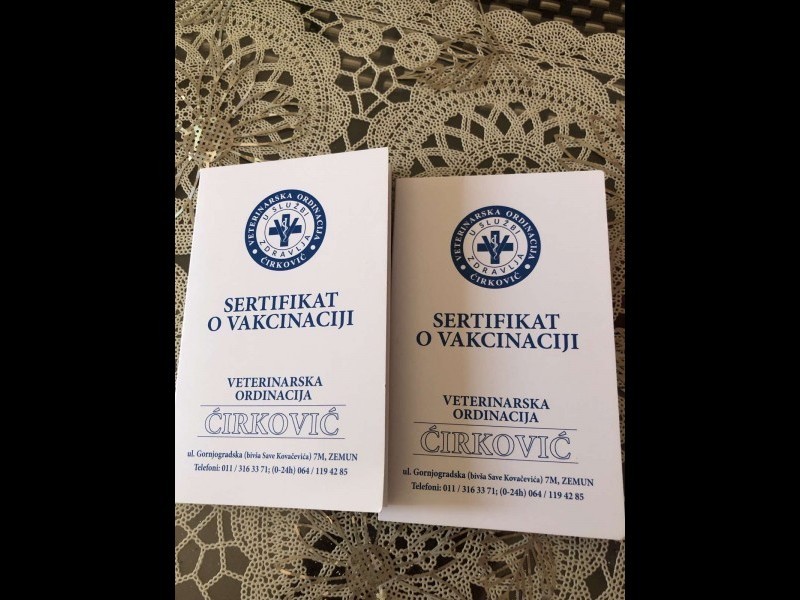 VETERINARSKA ORDINACIJA
ĆIRKOVIĆ
U SLUŽBI
ZDRAVLJA
SERTIFIKAT
O VAKCINACIJI
VETERINARSKA
ORDINACIJA
ĆIRKOVIĆ
ul. Gornjogradska (bivša Save Kovačevića) 7M, ZEMUN
Telefoni: 011 / 316 33 71; (0-24h) 064 / 119 42 85
VETERINARSKA ORDINACIJA
ĆIRKOVIĆ
U SLUŽBI
ZDRAVLJA
SERTIFIKAT
O VAKCINACIJI
VETERINARSKA
ORDINACIJA
ĆIRKOVIĆ
ul. Gornjogradska (bivša Save Kovačevića) 7M, ZEMUN
Telefoni: 011 / 316 33 71; (0-24h) 064 / 119 42 85